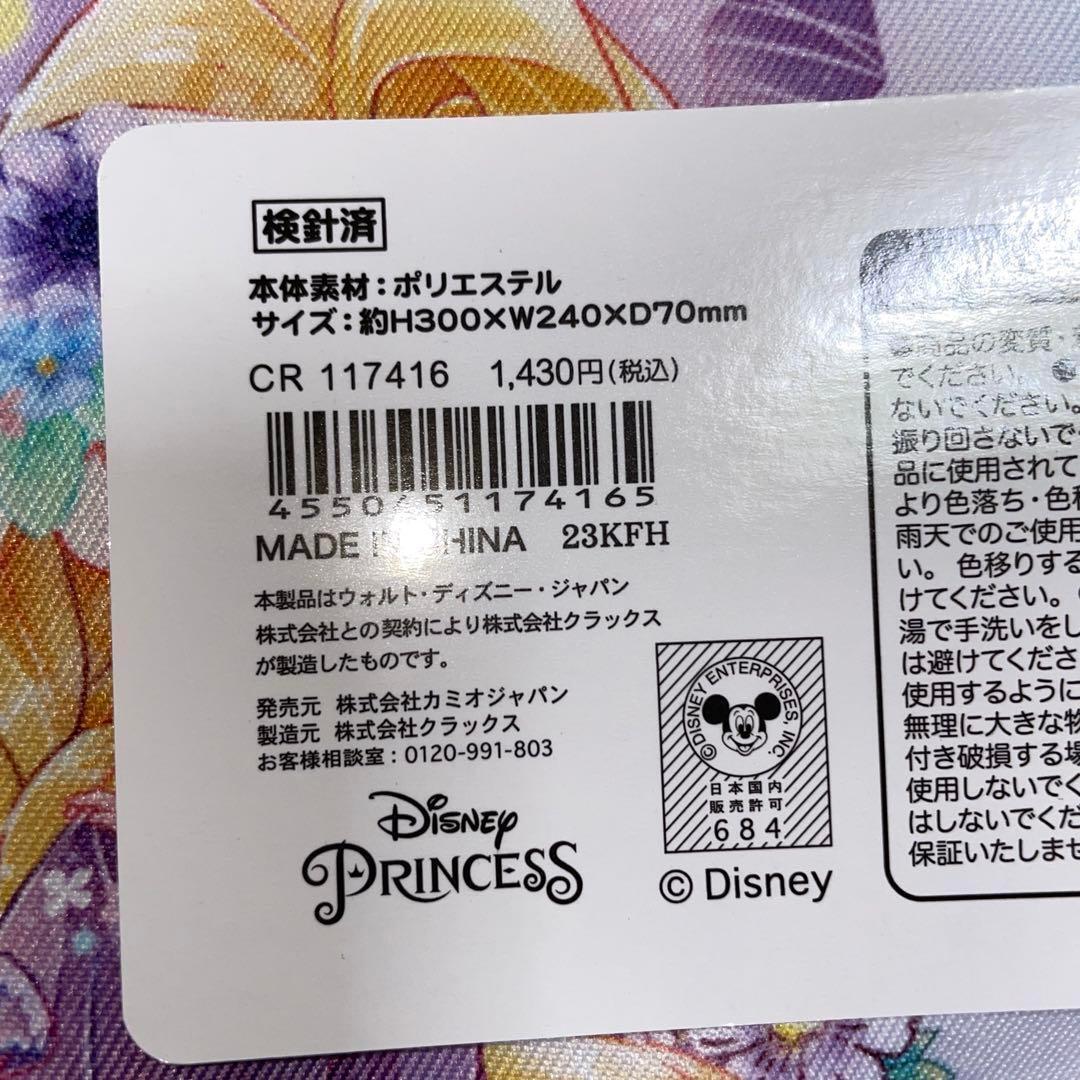 検針済
本体素材：ポリエステル
サイズ：約H300×W240×D70mm
CR 117416 1,430円(税込)
4550451174165
MADE IN CHINA 23KFH
本製品はウォルト・ディズニー・ジャパン
株式会社との契約により株式会社クラックス
が製造したものです。
発売元 株式会社カミオジャパン
製造元 株式会社クラックス
お客様相談室：0120-991-803
Disney
PRINCESS
© DISNEY ENTERPRISES, INC.
日本国内
販売許可
684
© Disney
商品の変質・
でください。●
ないでください。
振り回さないで
品に使用されて
より色落ち・色移
雨天でのご使用
い。 色移りする
けてください。
湯で手洗いをし
は避けてくださ
使用するように
無理に大きな物
付き破損する場
使用しないでく
はしないでくだ
保証いたしませ